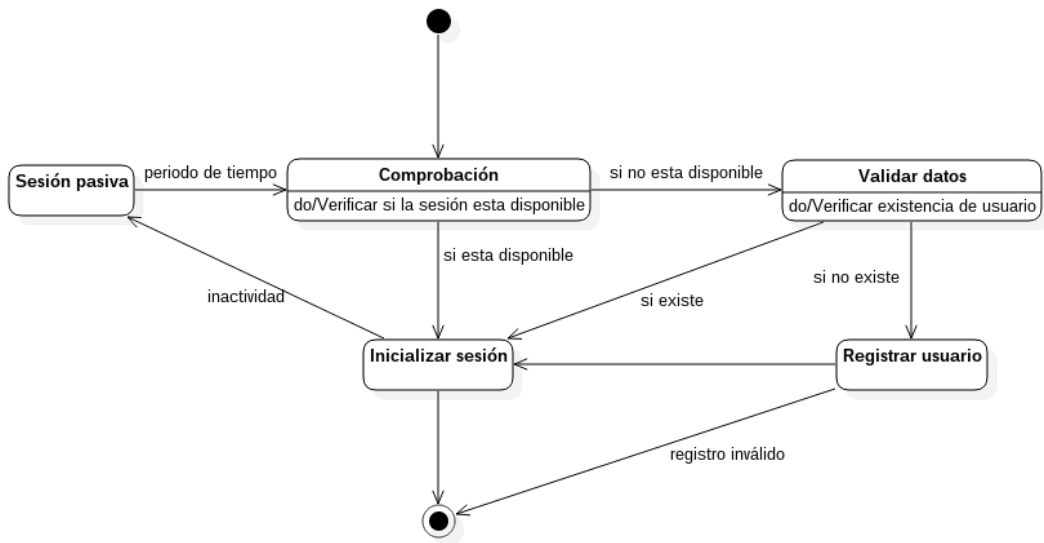 Sesión pasiva
periodo de tiempo
Comprobación
do/Verificar si la sesión esta disponible
si no esta disponible
Validar datos
do/Verificar existencia de usuario
si esta disponible
inactividad
si existe
si no existe
Inicializar sesión
Registrar usuario
registro inválido